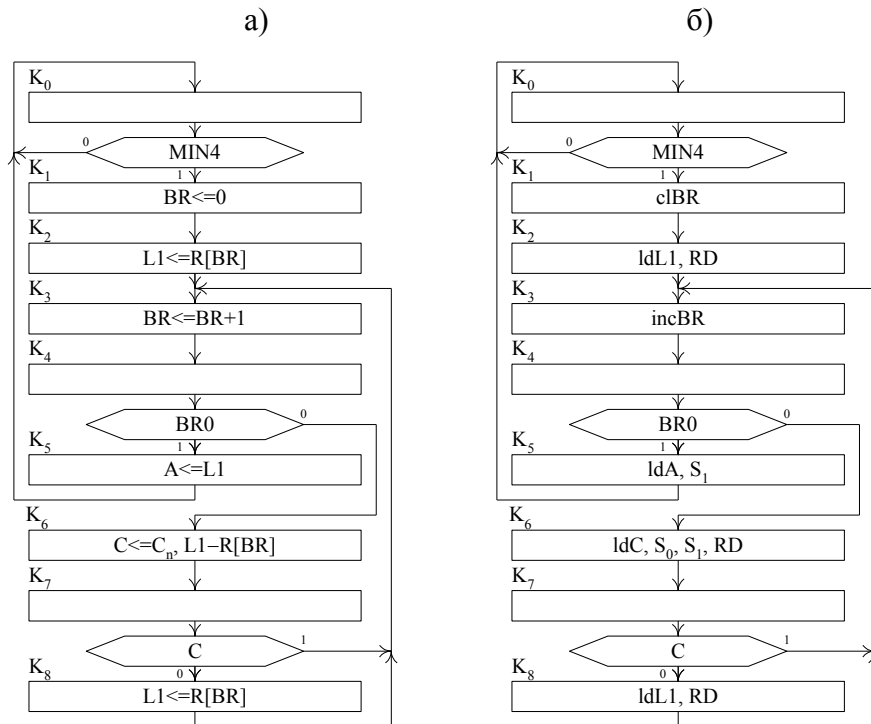 а) б)
K0 K0
0 MIN4 0 MIN4
K1 1 K1 1
BR<=0 clBR
K2 K2
L1<=R[BR] ldL1, RD
K3 K3
BR<=BR+1 incBR
K4 K4
BR0 0 BR0 0
K5 1 K5 1
A<=L1 ldA, S1
K6 K6
C<=Cn, L1−R[BR] ldC, S0, S1, RD
K7 K7
C 1 C 1
K8 0 K8 0
L1<=R[BR] ldL1, RD